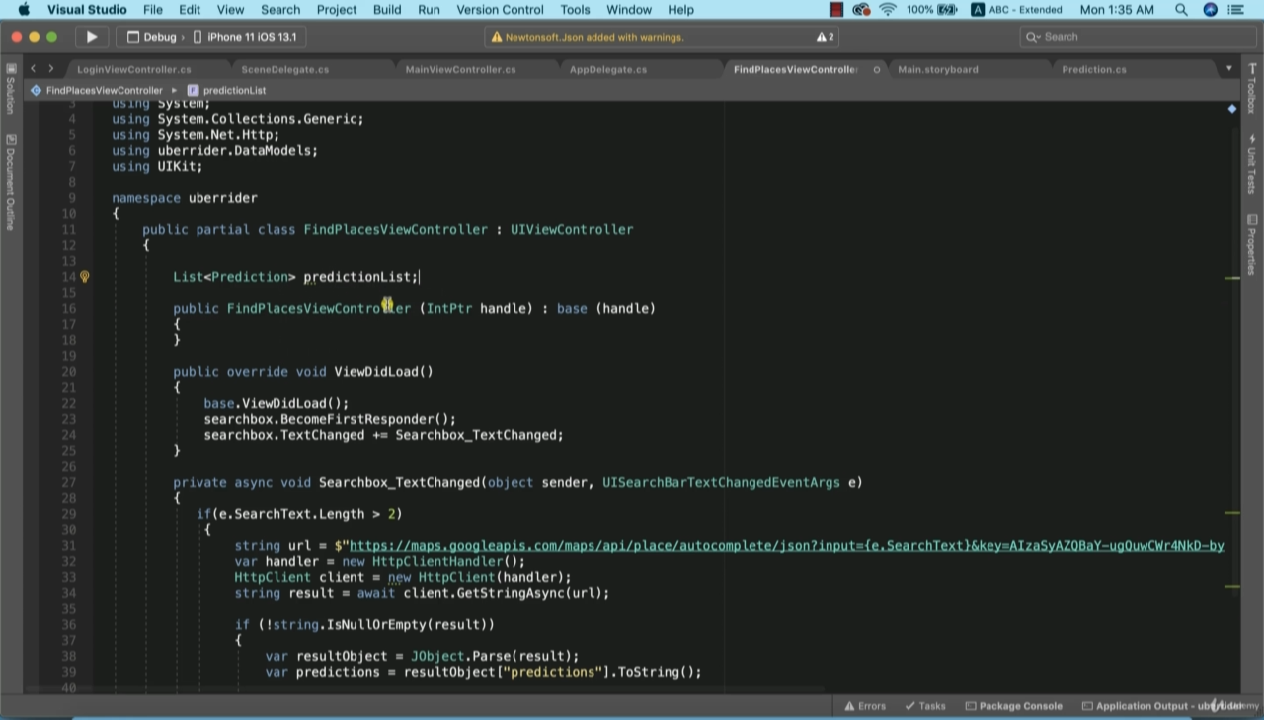 Visual Studio File Edit View Search Project Build Run Version Control Tools Window Help 100% A ABC - Extended Mon 1:35 AM
Debug › iPhone 11 iOS 13.1 Newtonsoft.Json added with warnings. 2 Search
LoginViewController.cs SceneDelegate.cs MainViewController.cs AppDelegate.cs FindPlacesViewControlle Main.storyboard Prediction.cs
FindPlacesViewController ▸ predictionList
Solution
Document Outline
Toolbox
Unit Tests
Properties
3 using System;
4 using System.Collections.Generic;
5 using System.Net.Http;
6 using uberrider.DataModels;
7 using UIKit;
8
9 namespace uberrider
10 {
11 public partial class FindPlacesViewController : UIViewController
12 {
13
14 List<Prediction> predictionList;
15
16 public FindPlacesViewController (IntPtr handle) : base (handle)
17 {
18 }
19
20 public override void ViewDidLoad()
21 {
22 base.ViewDidLoad();
23 searchbox.BecomeFirstResponder();
24 searchbox.TextChanged += Searchbox_TextChanged;
25 }
26
27 private async void Searchbox_TextChanged(object sender, UISearchBarTextChangedEventArgs e)
28 {
29 if(e.SearchText.Length > 2)
30 {
31 string url = $"https://maps.googleapis.com/maps/api/place/autocomplete/json?input={e.SearchText}&key=AIzaSyAZOBaY-ugQuwCWr4NkD-by
32 var handler = new HttpClientHandler();
33 HttpClient client = new HttpClient(handler);
34 string result = await client.GetStringAsync(url);
35
36 if (!string.IsNullOrEmpty(result))
37 {
38 var resultObject = JObject.Parse(result);
39 var predictions = resultObject["predictions"].ToString();
40
Errors Tasks Package Console Application Output - uberrider